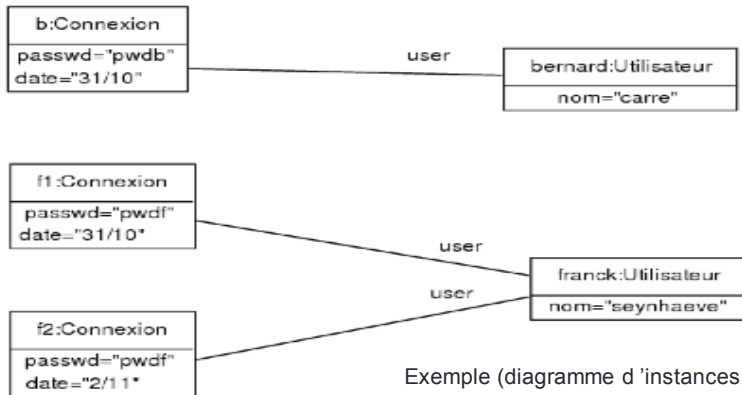 b:Connexion
passwd="pwdb"
date="31/10"
user
bernard:Utilisateur
nom="carre"
f1:Connexion
passwd="pwdf"
date="31/10"
user
franck:Utilisateur
nom="seynhaeve"
user
f2:Connexion
passwd="pwdf"
date="2/11"
Exemple (diagramme d 'instances